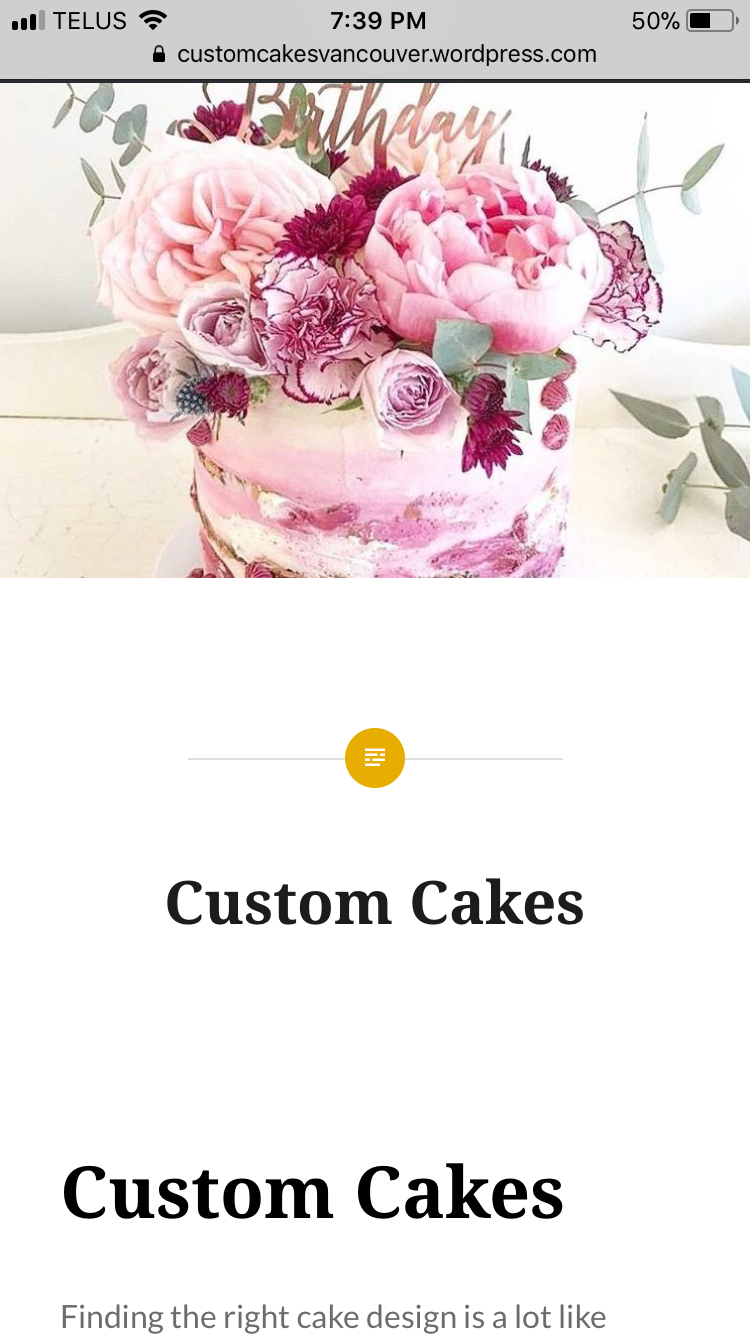 TELUS 7:39 PM 50%
customcakesvancouver.wordpress.com
Birthday
Custom Cakes
Custom Cakes
Finding the right cake design is a lot like